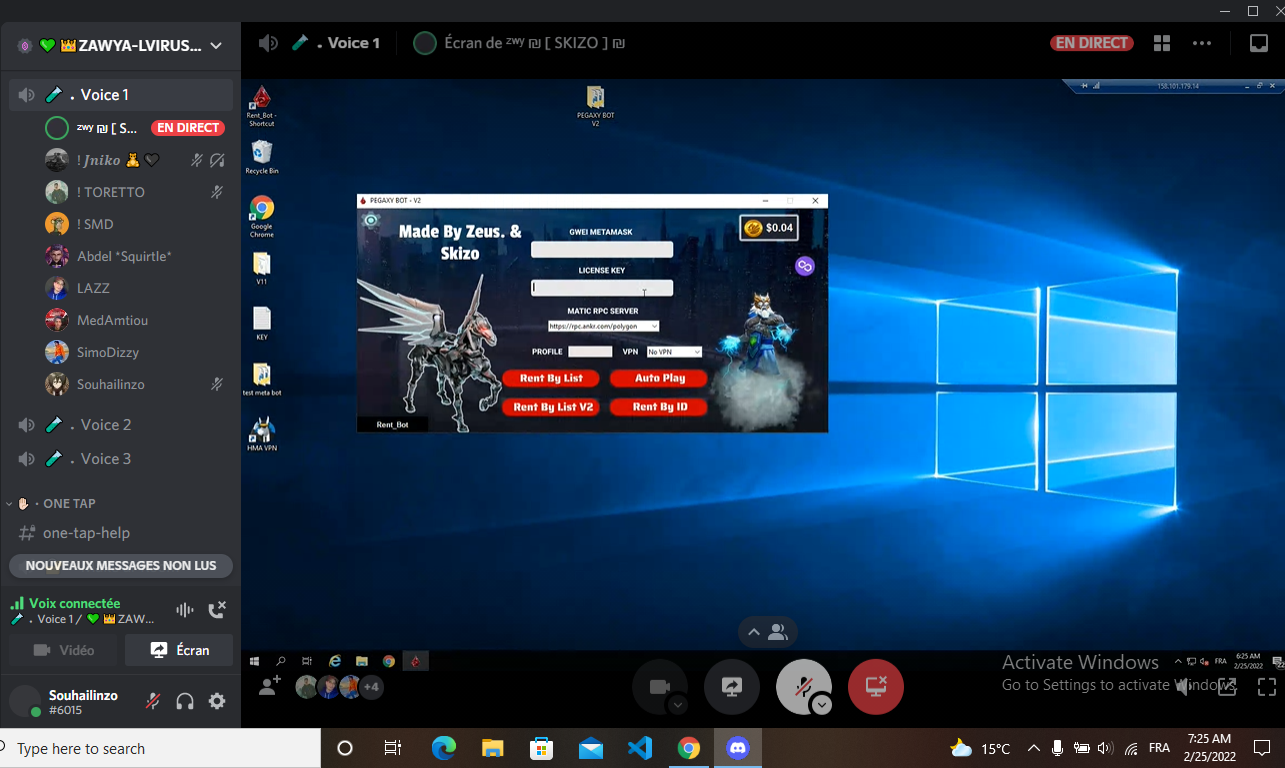 ZAWYA-LVIRUS...
. Voice 1
ᶻʷʸ ₪ [ S...
EN DIRECT
! Jniko
! TORETTO
! SMD
Abdel *Squirtle*
LAZZ
MedAmtiou
SimoDizzy
Souhailinzo
. Voice 2
. Voice 3
· ONE TAP
one-tap-help
NOUVEAUX MESSAGES NON LUS
Voix connectée
. Voice 1 / ZAW...
Vidéo
Écran
Souhailinzo
#6015
. Voice 1
Écran de ᶻʷʸ ₪ [ SKIZO ] ₪
EN DIRECT
158.101.179.14
Rent_Bot -
Shortcut
Recycle Bin
Google
Chrome
V11
KEY
test meta bot
HMA VPN
PEGAXY BOT
V2
PEGAXY BOT - V2
Made By Zeus. &
Skizo
GWEI METAMASK
LICENSE KEY
MATIC RPC SERVER
https://rpc.ankr.com/polygon
PROFILE
VPN
No VPN
Rent By List
Auto Play
Rent By List V2
Rent By ID
Rent_Bot
$0.04
+4
Activate Windows
Go to Settings to activate Windows.
FRA
6:25 AM
2/25/2022
Type here to search
15°C
FRA
7:25 AM
2/25/2022